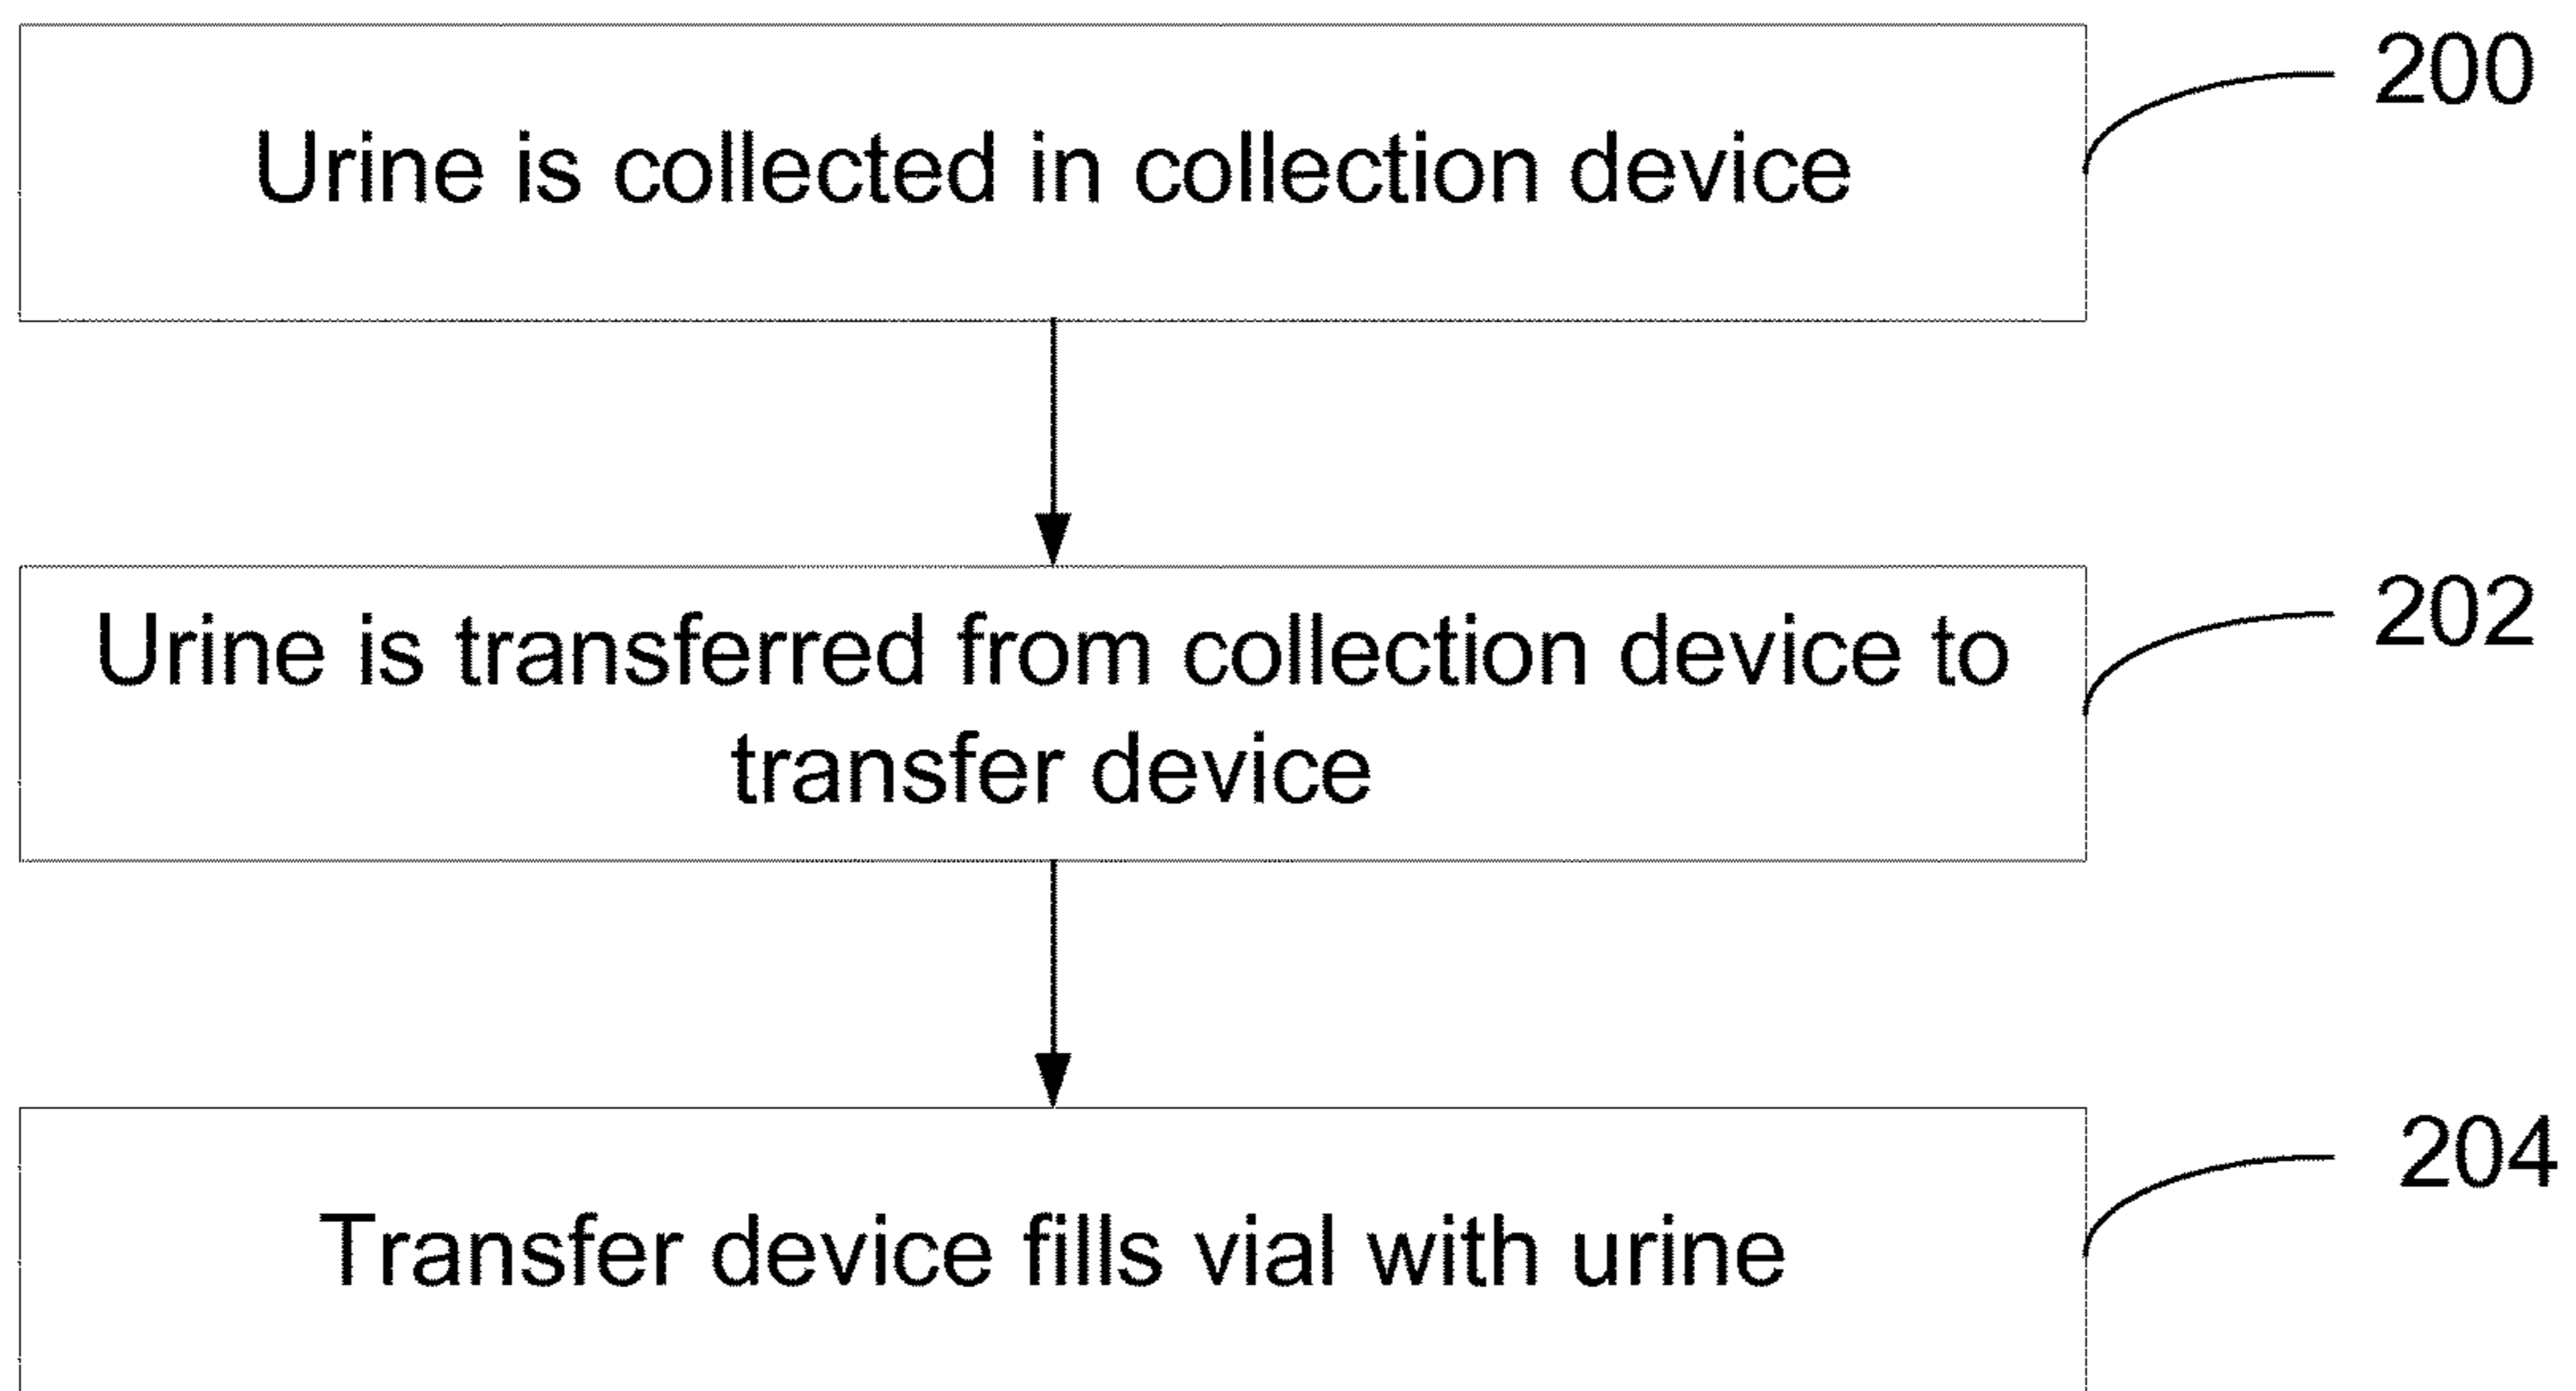 200
Urine is collected in collection device
202
Urine is transferred from collection device to
transfer device
204
Transfer device fills vial with urine